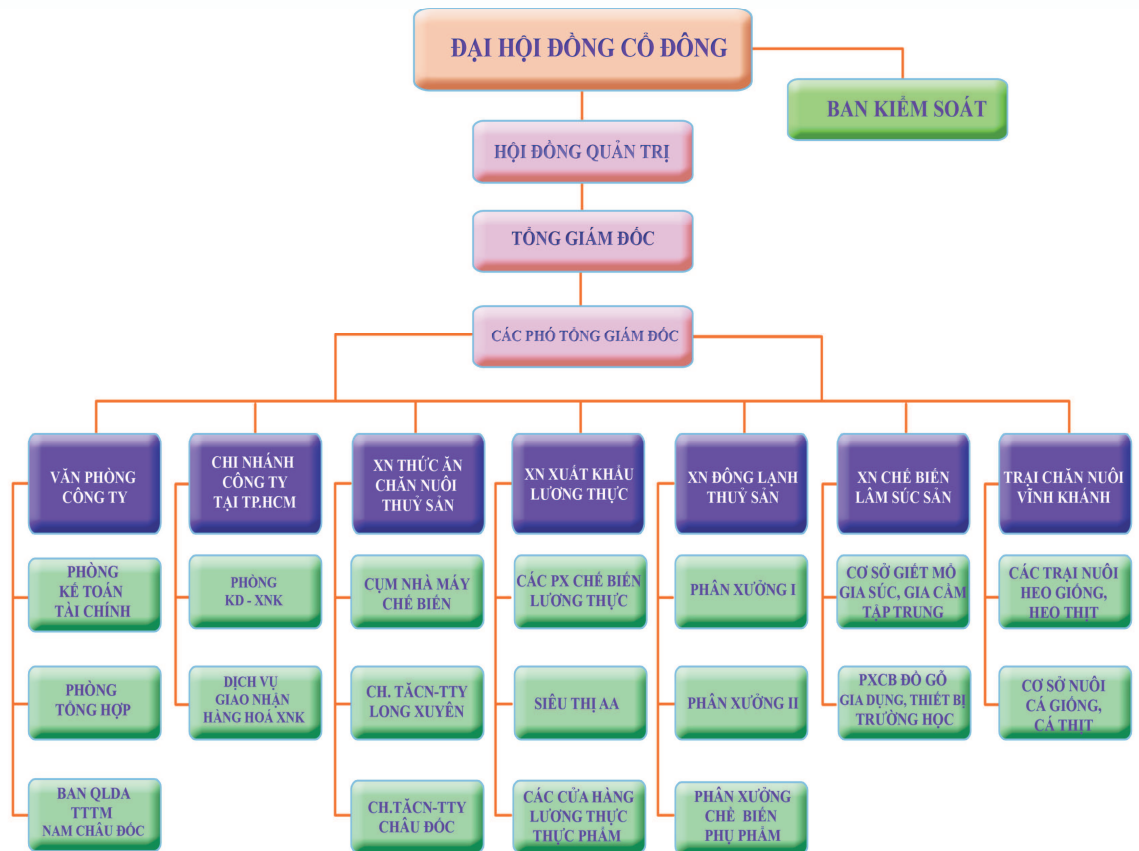 ĐẠI HỘI ĐỒNG CỔ ĐÔNG
BAN KIỂM SOÁT
HỘI ĐỒNG QUẢN TRỊ
TỔNG GIÁM ĐỐC
CÁC PHÓ TỔNG GIÁM ĐỐC
VĂN PHÒNG
CÔNG TY
CHI NHÁNH
CÔNG TY
TẠI TP.HCM
XN THỨC ĂN
CHĂN NUÔI
THUỶ SẢN
XN XUẤT KHẨU
LƯƠNG THỰC
XN ĐÔNG LẠNH
THUỶ SẢN
XN CHẾ BIẾN
LÂM SÚC SẢN
TRẠI CHĂN NUÔI
VĨNH KHÁNH
PHÒNG
KẾ TOÁN
TÀI CHÍNH
PHÒNG
KD - XNK
CỤM NHÀ MÁY
CHẾ BIẾN
CÁC PX CHẾ BIẾN
LƯƠNG THỰC
PHÂN XƯỞNG I
CƠ SỞ GIẾT MỔ
GIA SÚC, GIA CẦM
TẬP TRUNG
CÁC TRẠI NUÔI
HEO GIỐNG,
HEO THỊT
PHÒNG
TỔNG HỢP
DỊCH VỤ
GIAO NHẬN
HÀNG HOÁ XNK
CH. TĂCN-TTY
LONG XUYÊN
SIÊU THỊ AA
PHÂN XƯỞNG II
PXCB ĐỒ GỖ
GIA DỤNG, THIẾT BỊ
TRƯỜNG HỌC
CƠ SỞ NUÔI
CÁ GIỐNG,
CÁ THỊT
BAN QLDA
TTTM
NAM CHÂU ĐỐC
CH.TĂCN-TTY
CHÂU ĐỐC
CÁC CỬA HÀNG
LƯƠNG THỰC
THỰC PHẨM
PHÂN XƯỞNG
CHẾ BIẾN
PHỤ PHẨM